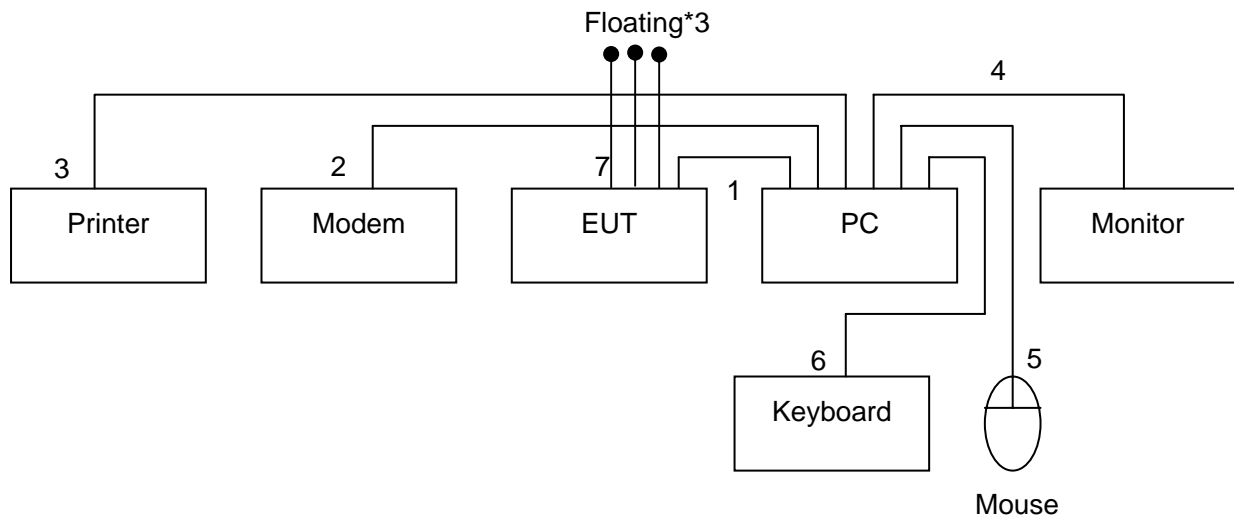 Floating*3
4
3
2
7
1
Printer
Modem
EUT
PC
Monitor
6
5
Keyboard
Mouse